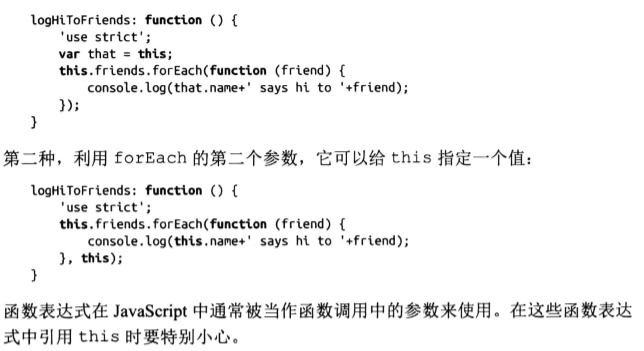 logHiToFriends: function () {
    'use strict';
    var that = this;
    this.friends.forEach(function (friend) {
        console.log(that.name+' says hi to '+friend);
    });
}
第二种，利用 forEach 的第二个参数，它可以给 this 指定一个值：
logHiToFriends: function () {
    'use strict';
    this.friends.forEach(function (friend) {
        console.log(this.name+' says hi to '+friend);
    }, this);
}
函数表达式在 JavaScript 中通常被当作函数调用中的参数来使用。在这些函数表达
式中引用 this 时要特别小心。